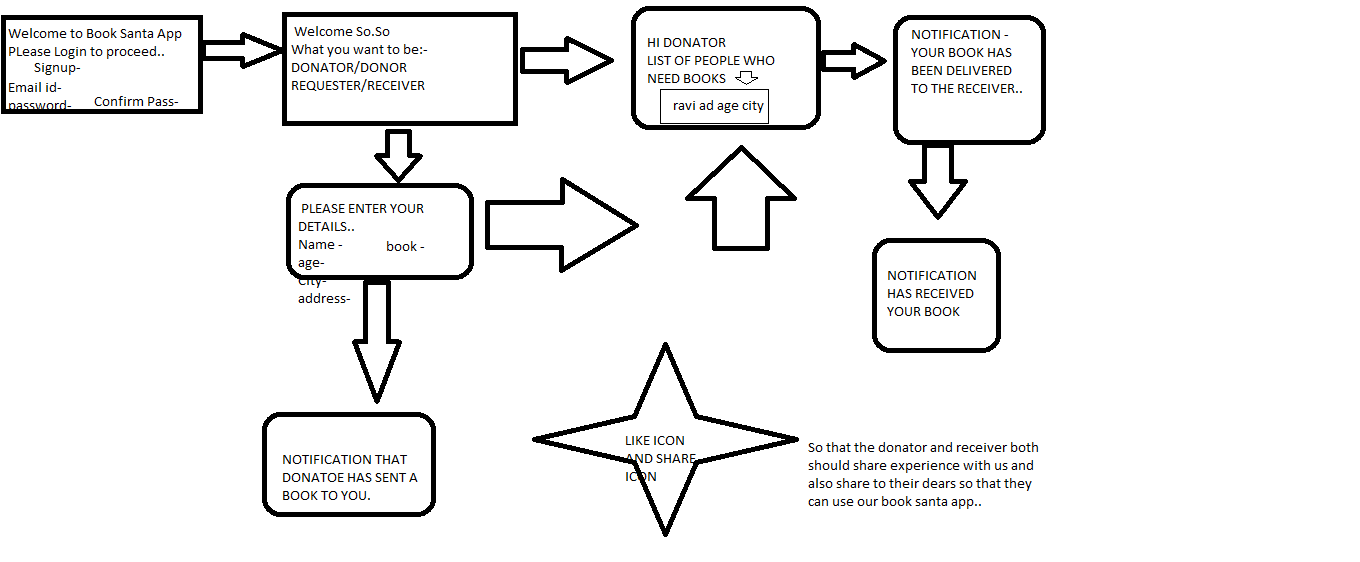 Welcome to Book Santa App
PLease Login to proceed..
Signup-
Email id-
password-
Confirm Pass-
Welcome So.So
What you want to be:-
DONATOR/DONOR
REQUESTER/RECEIVER
HI DONATOR
LIST OF PEOPLE WHO
NEED BOOKS
ravi ad age city
NOTIFICATION -
YOUR BOOK HAS
BEEN DELIVERED
TO THE RECEIVER..
PLEASE ENTER YOUR
DETAILS..
Name -
book -
age-
City-
address-
NOTIFICATION
HAS RECEIVED
YOUR BOOK
NOTIFICATION THAT
DONATOE HAS SENT A
BOOK TO YOU.
LIKE ICON
AND SHARE
ICON
So that the donator and receiver both
should share experience with us and
also share to their dears so that they
can use our book santa app..